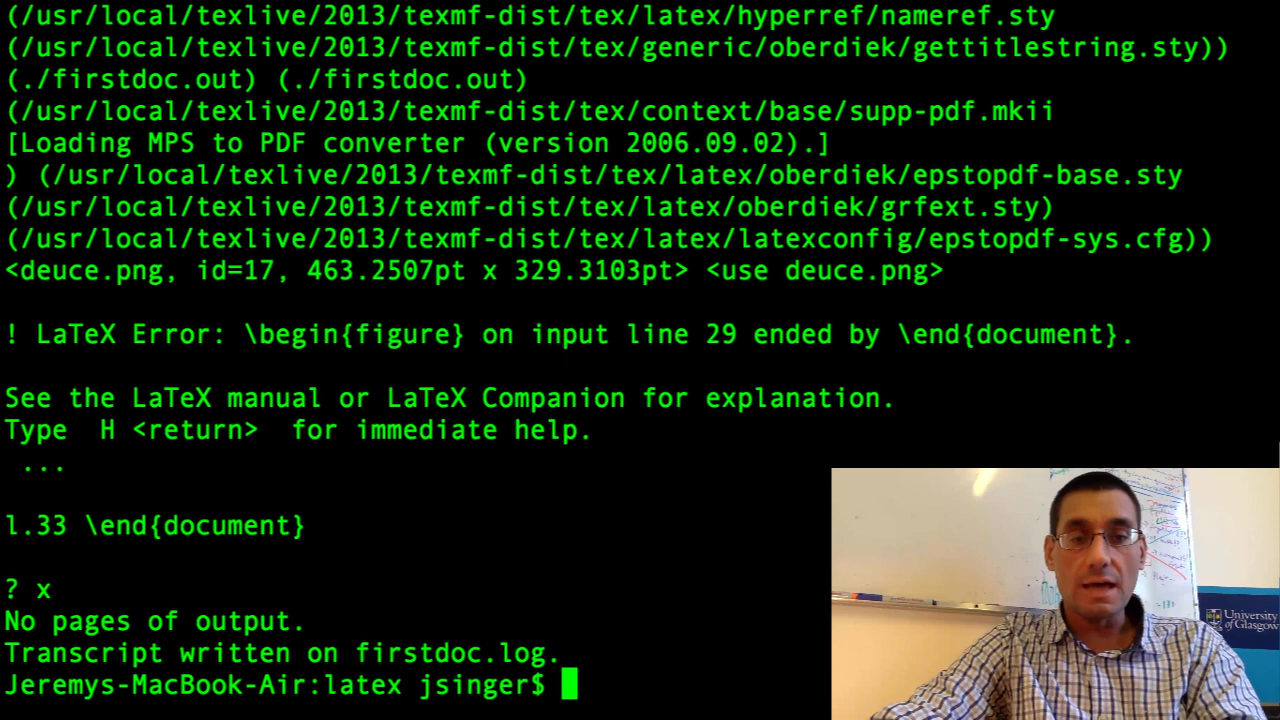 (/usr/local/texlive/2013/texmf-dist/tex/latex/hyperref/nameref.sty
(/usr/local/texlive/2013/texmf-dist/tex/generic/oberdiek/gettitlestring.sty))
(./firstdoc.out) (./firstdoc.out)
(/usr/local/texlive/2013/texmf-dist/tex/context/base/supp-pdf.mkii
[Loading MPS to PDF converter (version 2006.09.02).]
) (/usr/local/texlive/2013/texmf-dist/tex/latex/oberdiek/epstopdf-base.sty
(/usr/local/texlive/2013/texmf-dist/tex/latex/oberdiek/grfext.sty)
(/usr/local/texlive/2013/texmf-dist/tex/latex/latexconfig/epstopdf-sys.cfg))
<deuce.png, id=17, 463.2507pt x 329.3103pt> <use deuce.png>
! LaTeX Error: \begin{figure} on input line 29 ended by \end{document}.
See the LaTeX manual or LaTeX Companion for explanation.
Type  H <return>  for immediate help.
 ...
l.33 \end{document}
? x
No pages of output.
Transcript written on firstdoc.log.
Jeremys-MacBook-Air:latex jsinger$
University
of Glasgow